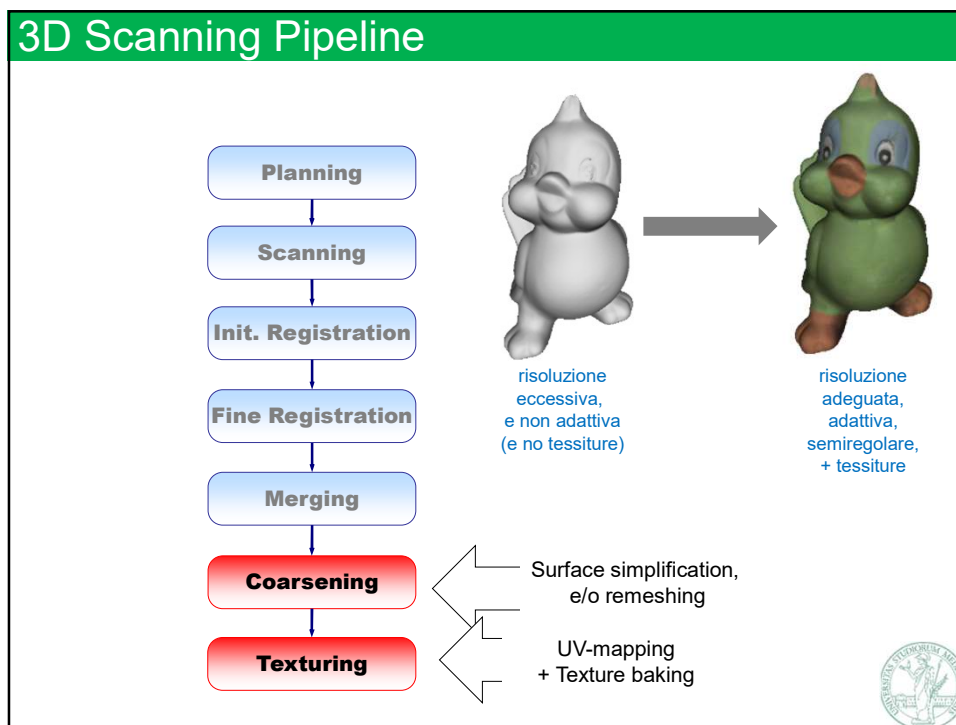 3D Scanning Pipeline
Planning
Scanning
Init. Registration
Fine Registration
Merging
Coarsening
Texturing
risoluzione
eccessiva,
e non adattiva
(e no tessiture)
risoluzione
adeguata,
adattiva,
semiregolare,
+ tessiture
Surface simplification,
e/o remeshing
UV-mapping
+ Texture baking